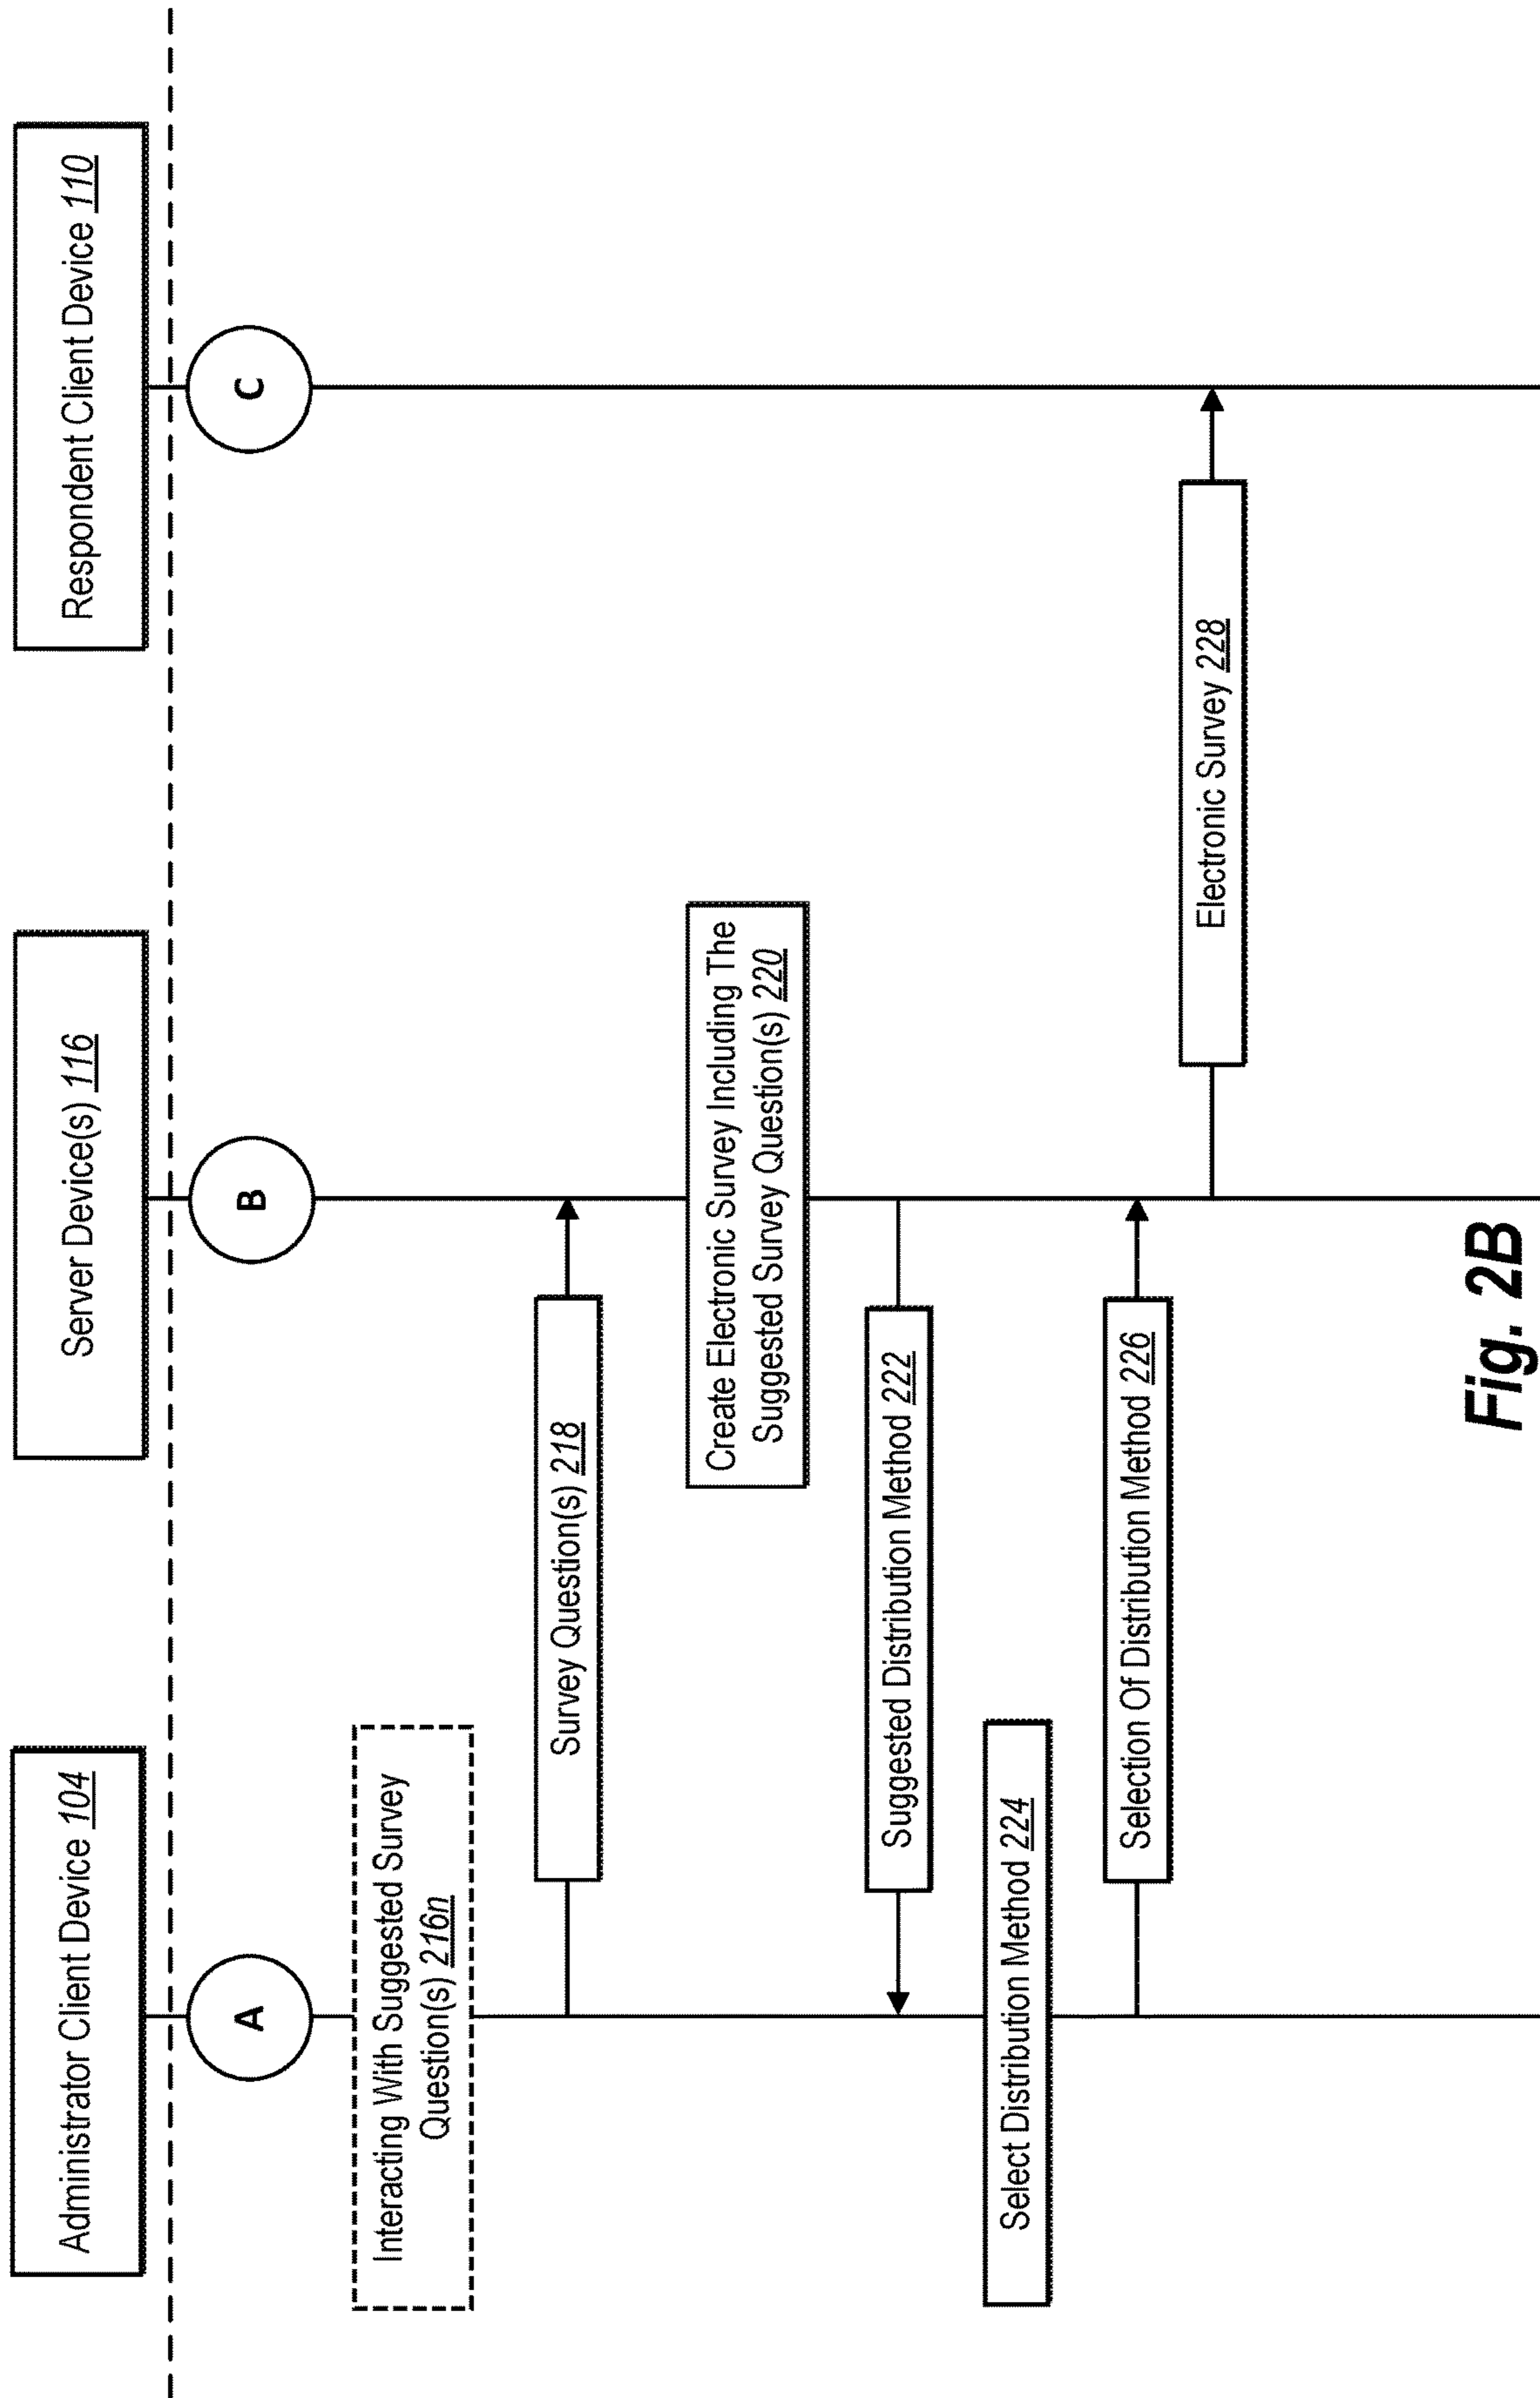 Administrator Client Device 104
Server Device(s) 116
Respondent Client Device 110
A
B
C
Interacting With Suggested Survey
Question(s) 216n
Survey Question(s) 218
Create Electronic Survey Including The
Suggested Survey Question(s) 220
Suggested Distribution Method 222
Select Distribution Method 224
Selection Of Distribution Method 226
Electronic Survey 228
Fig. 2B